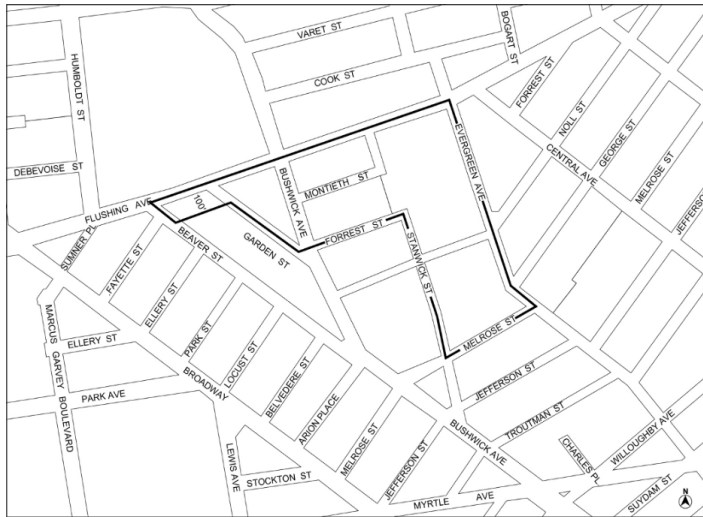 VARET ST
BOGART ST
HUMBOLDT ST
COOK ST
FORREST ST
NOLL ST
GEORGE ST
CENTRAL AVE
MELROSE ST
JEFFERSON
EVERGREEN AVE
DEBEVOISE ST
BUSHWICK AVE
MONTIETH ST
100'
FLUSHING AVE
SUMNER PL
FAYETTE ST
BEAVER ST
GARDEN ST
FORREST ST
STANWICK ST
ELLERY ST
PARK ST
LOCUST ST
BELVEDERE ST
ARION PLACE
MELROSE ST
JEFFERSON ST
MARCUS GARVEY BOULEVARD
ELLERY ST
PARK AVE
BROADWAY
MELROSE ST
JEFFERSON ST
TROUTMAN ST
BUSHWICK AVE
CHARLES PL
WILLOUGHBY AVE
SUYDAM ST
LEWIS AVE
STOCKTON ST
MYRTLE AVE
N